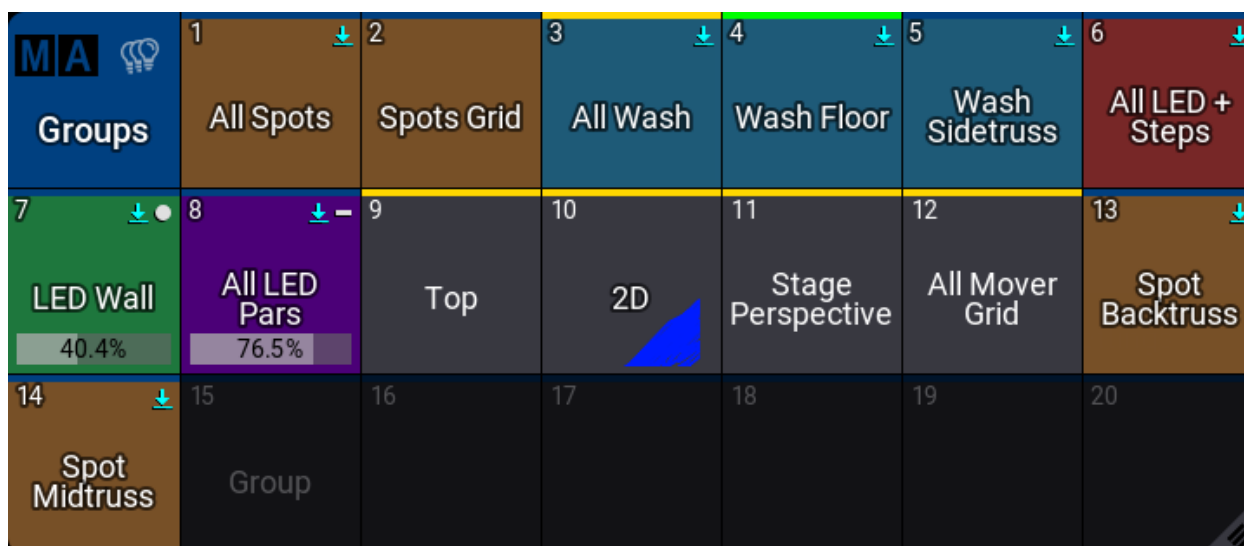 MA
Groups
1
All Spots
2
Spots Grid
3
All Wash
4
Wash Floor
5
Wash
Sidetruss
6
All LED +
Steps
7
LED Wall
40.4%
8
All LED
Pars
76.5%
9
Top
10
2D
11
Stage
Perspective
12
All Mover
Grid
13
Spot
Backtruss
14
Spot
Midtruss
15
Group
16
17
18
19
20